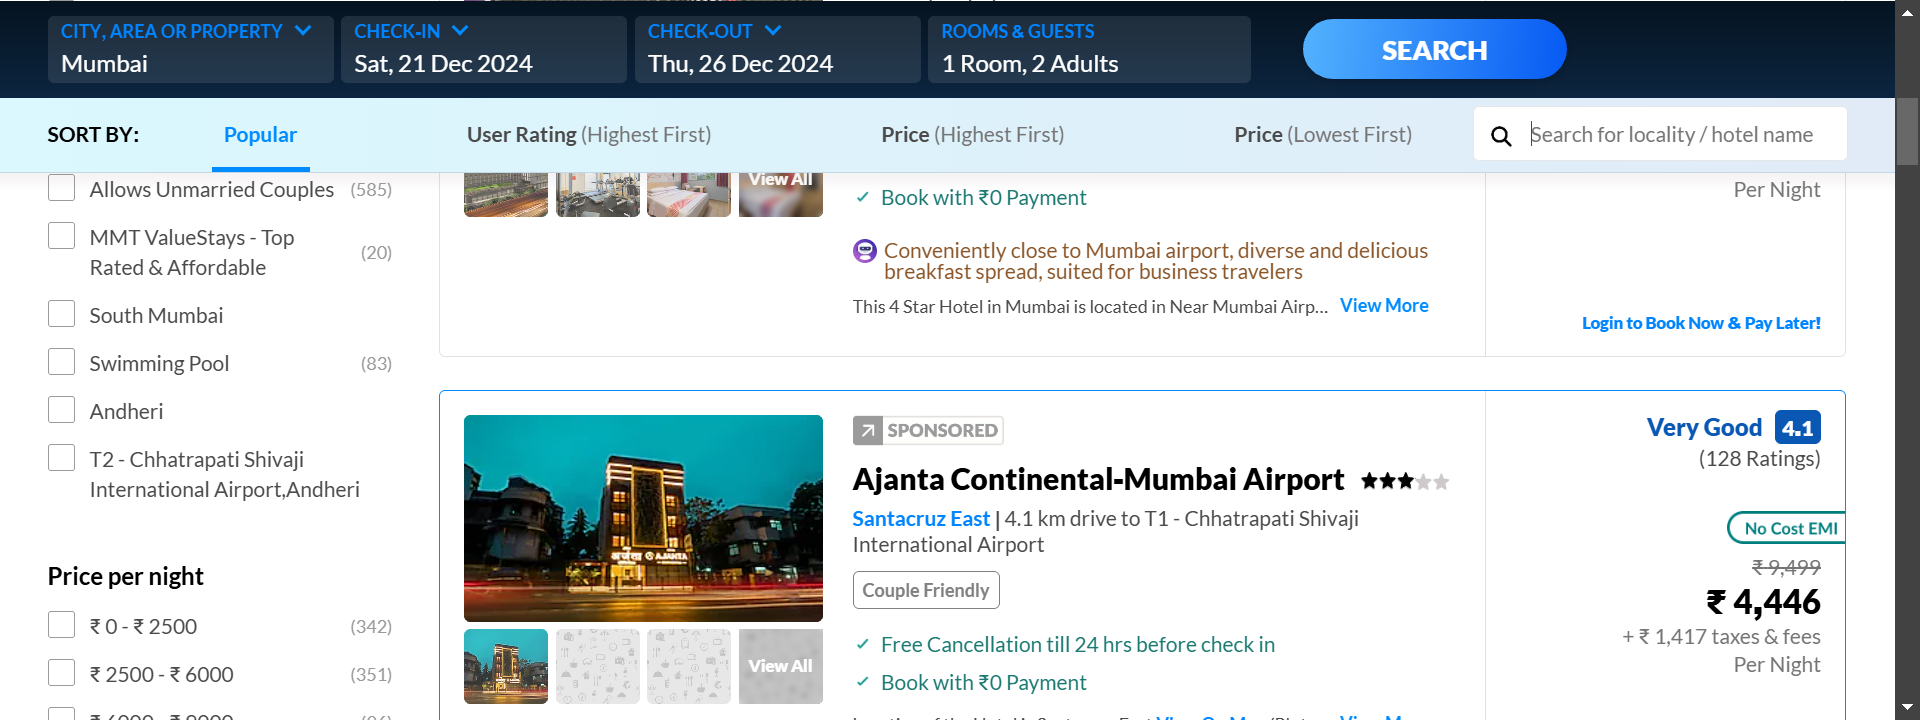 CITY, AREA OR PROPERTY
Mumbai
CHECK-IN
Sat, 21 Dec 2024
CHECK-OUT
Thu, 26 Dec 2024
ROOMS & GUESTS
1 Room, 2 Adults
SEARCH
SORT BY:
Popular
User Rating (Highest First)
Price (Highest First)
Price (Lowest First)
Search for locality / hotel name
Allows Unmarried Couples (585)
MMT ValueStays - Top
Rated & Affordable
(20)
South Mumbai
Swimming Pool (83)
Andheri
T2 - Chhatrapati Shivaji
International Airport,Andheri
Price per night
₹ 0 - ₹ 2500 (342)
₹ 2500 - ₹ 6000 (351)
View All
Book with ₹0 Payment
Conveniently close to Mumbai airport, diverse and delicious
breakfast spread, suited for business travelers
This 4 Star Hotel in Mumbai is located in Near Mumbai Airp... View More
Per Night
Login to Book Now & Pay Later!
अजंता AJANTA
View All
SPONSORED
Ajanta Continental-Mumbai Airport
Santacruz East | 4.1 km drive to T1 - Chhatrapati Shivaji
International Airport
Couple Friendly
Free Cancellation till 24 hrs before check in
Book with ₹0 Payment
Very Good 4.1
(128 Ratings)
No Cost EMI
₹ 9,499
₹ 4,446
+ ₹ 1,417 taxes & fees
Per Night